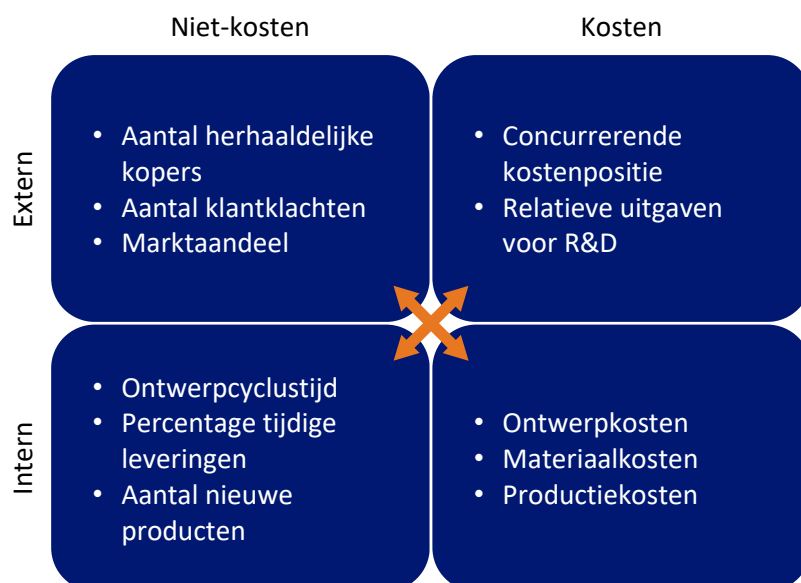 Niet-kosten
Kosten
Extern
• Aantal herhaaldelijke
kopers
• Aantal klantklachten
• Marktaandeel
• Concurrerende
kostenpositie
• Relatieve uitgaven
voor R&D
Intern
• Ontwerpcyclustijd
• Percentage tijdige
leveringen
• Aantal nieuwe
producten
• Ontwerpkosten
• Materiaalkosten
• Productiekosten